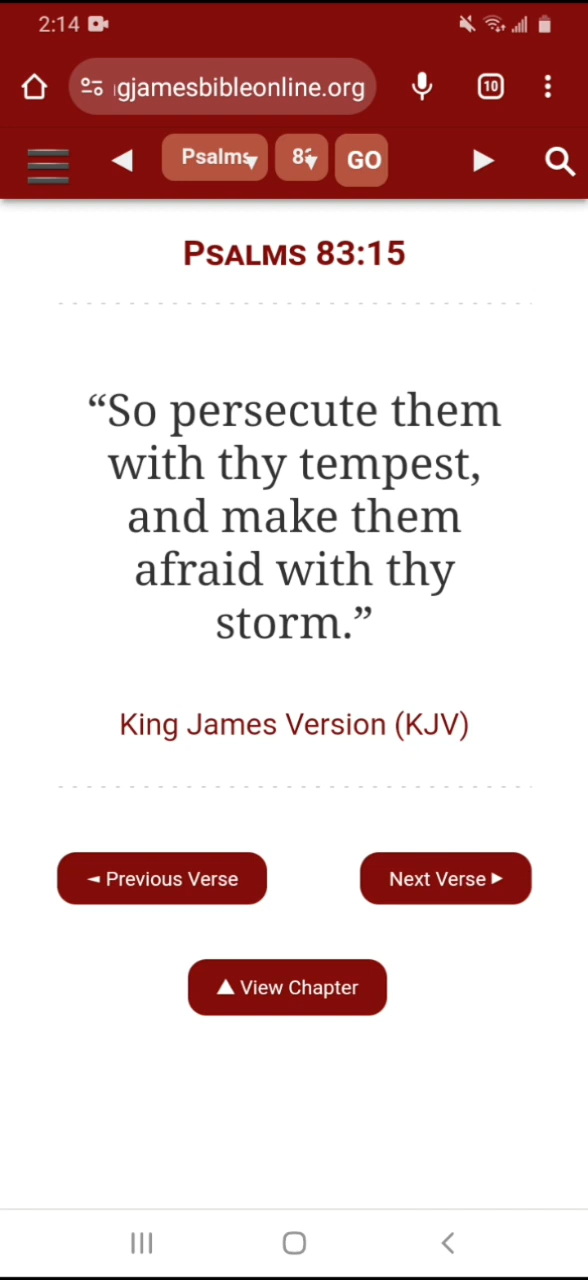 2:14
gjamesbibleonline.org
10
Psalms
GO
PSALMS 83:15
“So persecute them
with thy tempest,
and make them
afraid with thy
storm.”
King James Version (KJV)
◄ Previous Verse
Next Verse ►
▲ View Chapter